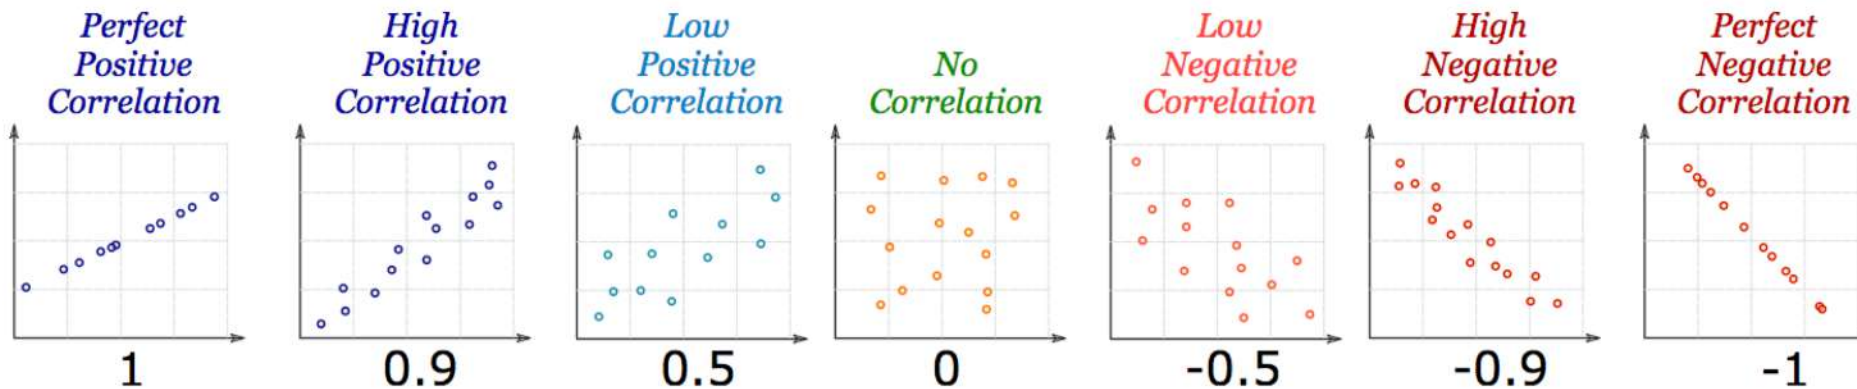 Perfect
Positive
Correlation
High
Positive
Correlation
Low
Positive
Correlation
No
Correlation
Low
Negative
Correlation
High
Negative
Correlation
Perfect
Negative
Correlation
1
0.9
0.5
0
-0.5
-0.9
-1